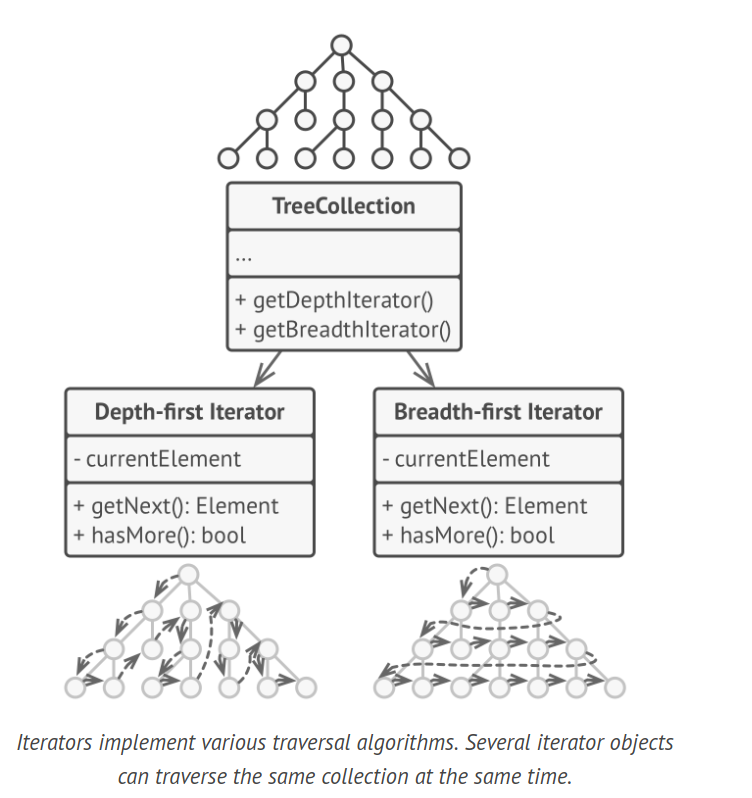 TreeCollection
...
+ getDepthIterator()
+ getBreadthIterator()
Depth-first Iterator
- currentElement
+ getNext(): Element
+ hasMore(): bool
Breadth-first Iterator
- currentElement
+ getNext(): Element
+ hasMore(): bool
Iterators implement various traversal algorithms. Several iterator objects
can traverse the same collection at the same time.